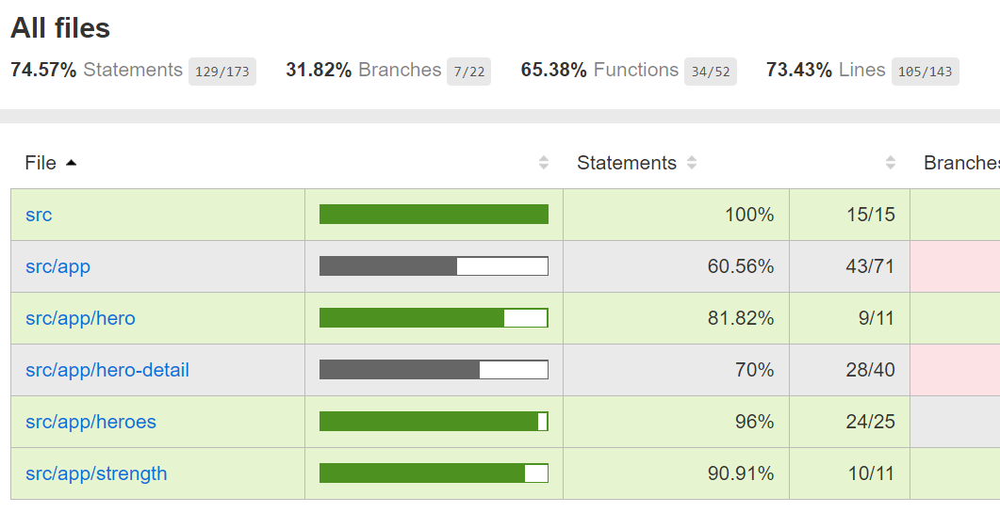 All files
74.57% Statements 129/173 31.82% Branches 7/22 65.38% Functions 34/52 73.43% Lines 105/143
File Statements Branches
src 100% 15/15
src/app 60.56% 43/71
src/app/hero 81.82% 9/11
src/app/hero-detail 70% 28/40
src/app/heroes 96% 24/25
src/app/strength 90.91% 10/11